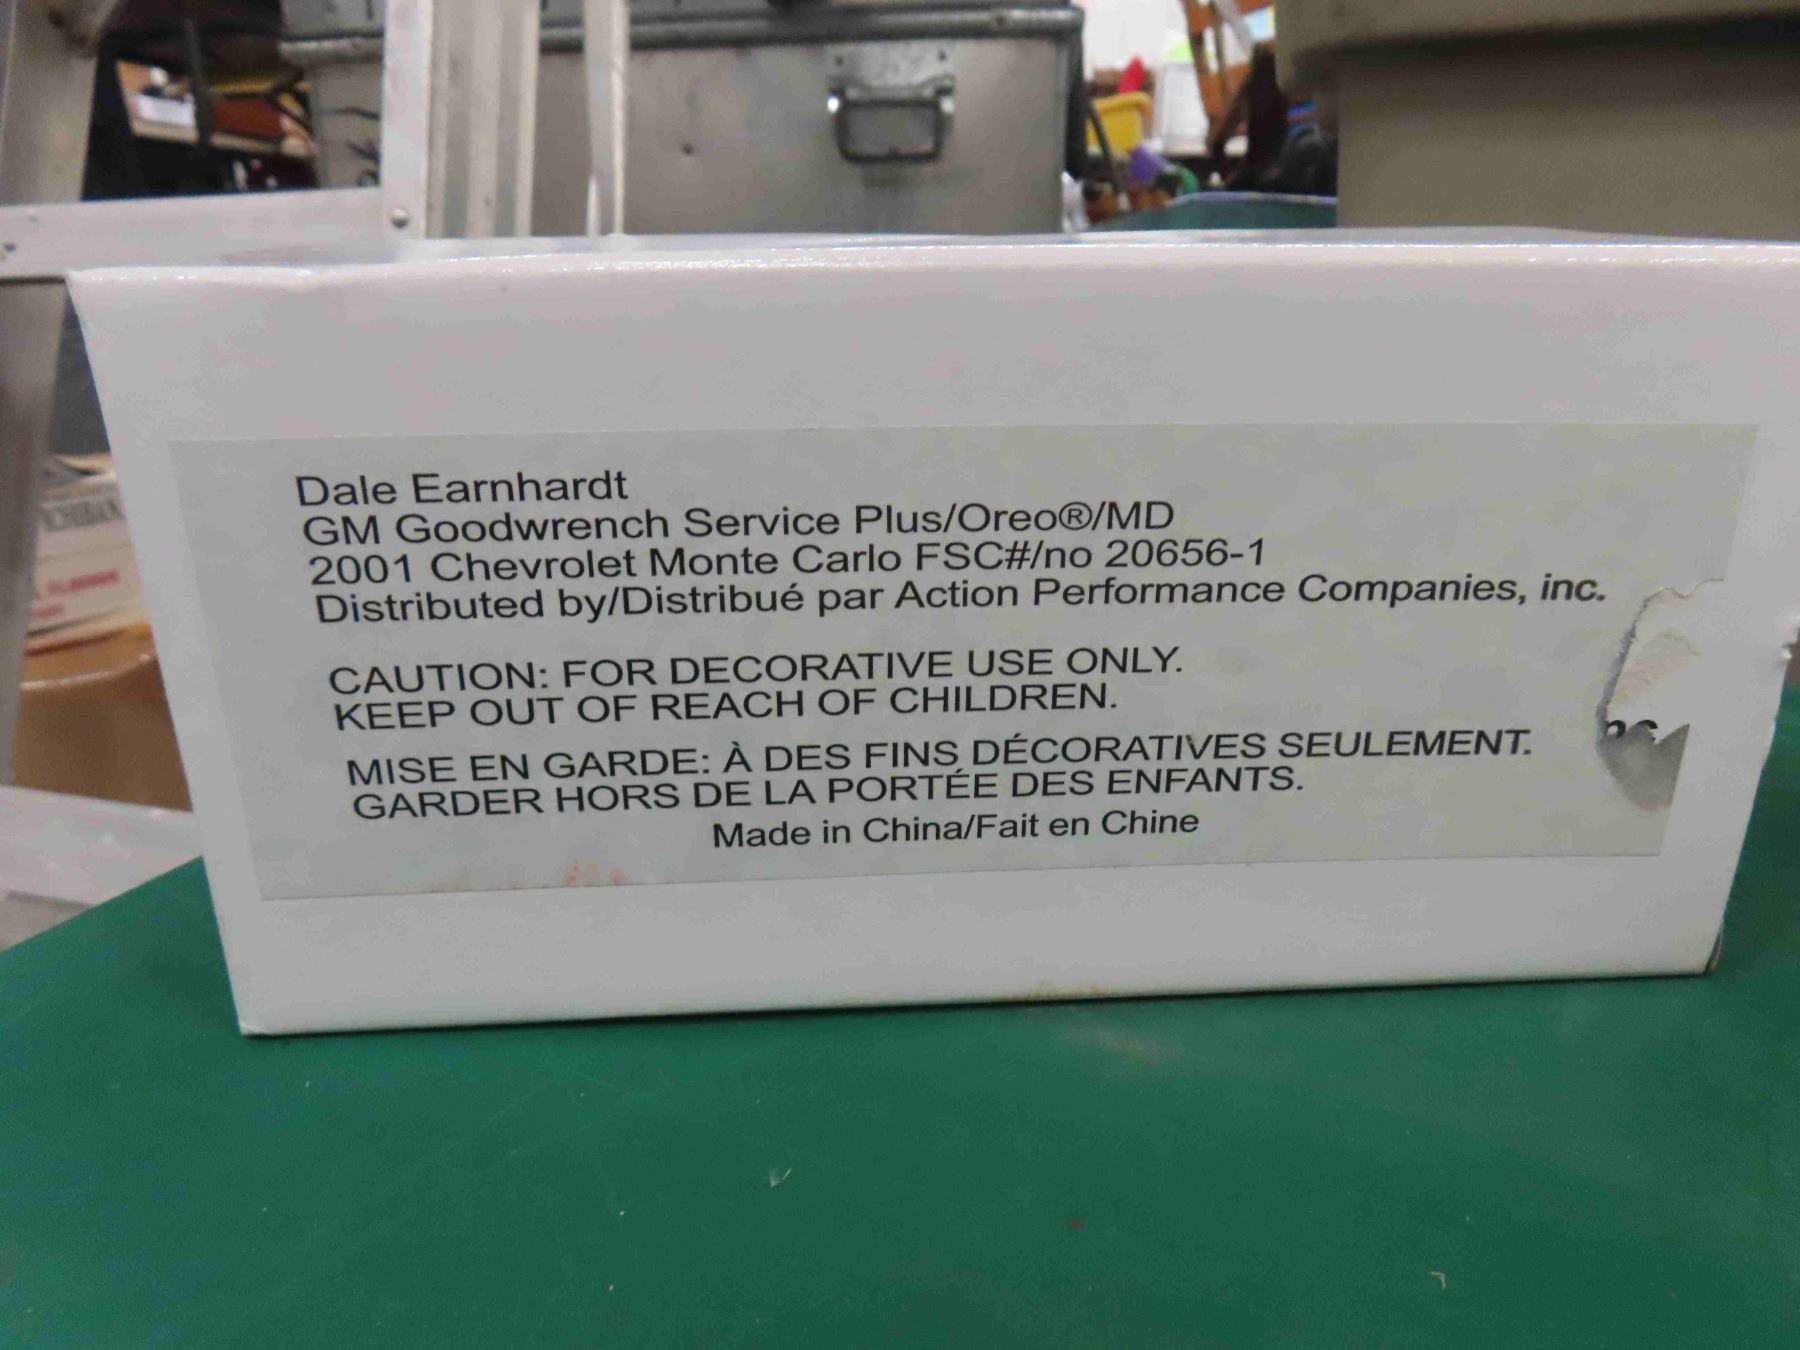 Dale Earnhardt
GM Goodwrench Service Plus/Oreo®/MD
2001 Chevrolet Monte Carlo FSC#/no 20656-1
Distributed by/Distribué par Action Performance Companies, inc.
CAUTION: FOR DECORATIVE USE ONLY.
KEEP OUT OF REACH OF CHILDREN.
MISE EN GARDE: À DES FINS DÉCORATIVES SEULEMENT.
GARDER HORS DE LA PORTÉE DES ENFANTS.
Made in China/Fait en Chine